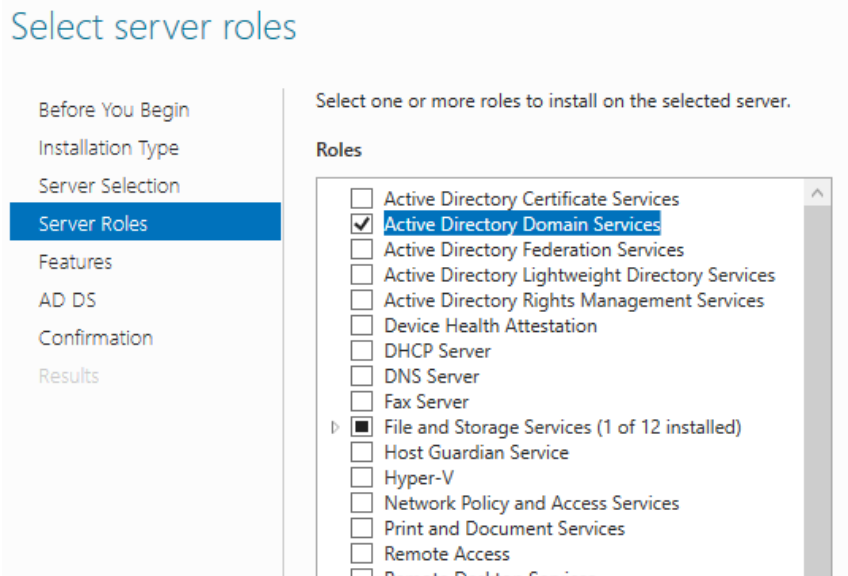 Select server roles
Before You Begin
Installation Type
Server Selection
Server Roles
Features
AD DS
Confirmation
Results
Select one or more roles to install on the selected server.
Roles
Active Directory Certificate Services
Active Directory Domain Services
Active Directory Federation Services
Active Directory Lightweight Directory Services
Active Directory Rights Management Services
Device Health Attestation
DHCP Server
DNS Server
Fax Server
File and Storage Services (1 of 12 installed)
Host Guardian Service
Hyper-V
Network Policy and Access Services
Print and Document Services
Remote Access